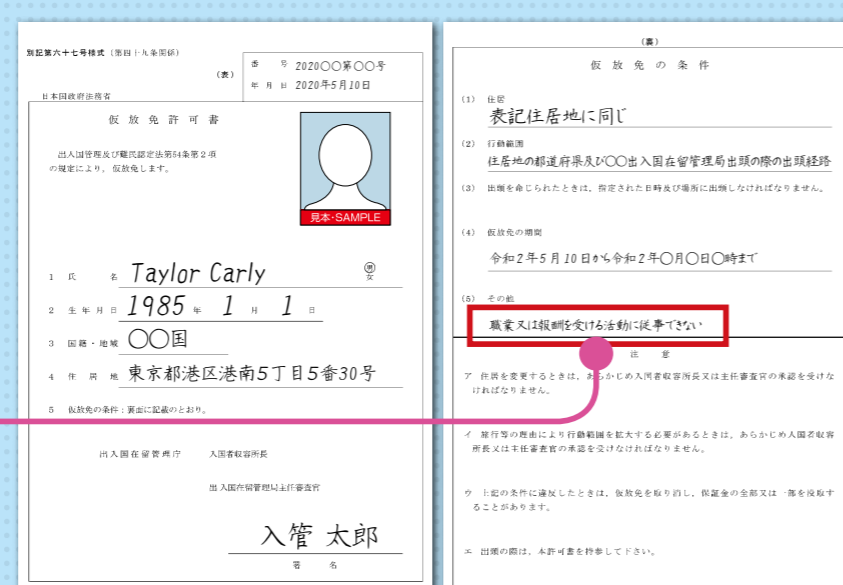 別記第六十七号様式（第四十九条関係）
（表）
番 号 2020〇〇第〇〇号
年 月 日 2020年5月10日
日本国政府法務省
仮 放 免 許 可 書
出入国管理及び難民認定法第54条第２項
の規定により、仮放免します。
見本・SAMPLE
1 氏 名 Taylor Carly 男
女
2 生 年 月 日 1985 年 1 月 1 日
3 国籍・地域 〇〇国
4 住 居 地 東京都港区港南5丁目5番30号
5 仮放免の条件：裏面に記載のとおり。
出入国在留管理庁 入国者収容所長
出入国在留管理局主任審査官
入管 太郎
署 名
（裏）
仮 放 免 の 条 件
(1) 住居
表記住居地に同じ
(2) 行動範囲
住居地の都道府県及び〇〇出入国在留管理局出頭の際の出頭経路
(3) 出頭を命じられたときは、指定された日時及び場所に出頭しなければなりません。
(4) 仮放免の期間
令和2年5月10日から令和2年〇月〇日〇時まで
(5) その他
職業又は報酬を受ける活動に従事できない
注 意
ア 住居を変更するときは、あらかじめ入国者収容所長又は主任審査官の承認を受けな
ければなりません。
イ 旅行等の理由により行動範囲を拡大する必要があるときは、あらかじめ入国者収容
所長又は主任審査官の承認を受けなければなりません。
ウ 上記の条件に違反したときは、仮放免を取り消し、保証金の全部又は一部を没取す
ることがあります。
エ 出頭の際は、本許可書を持参して下さい。